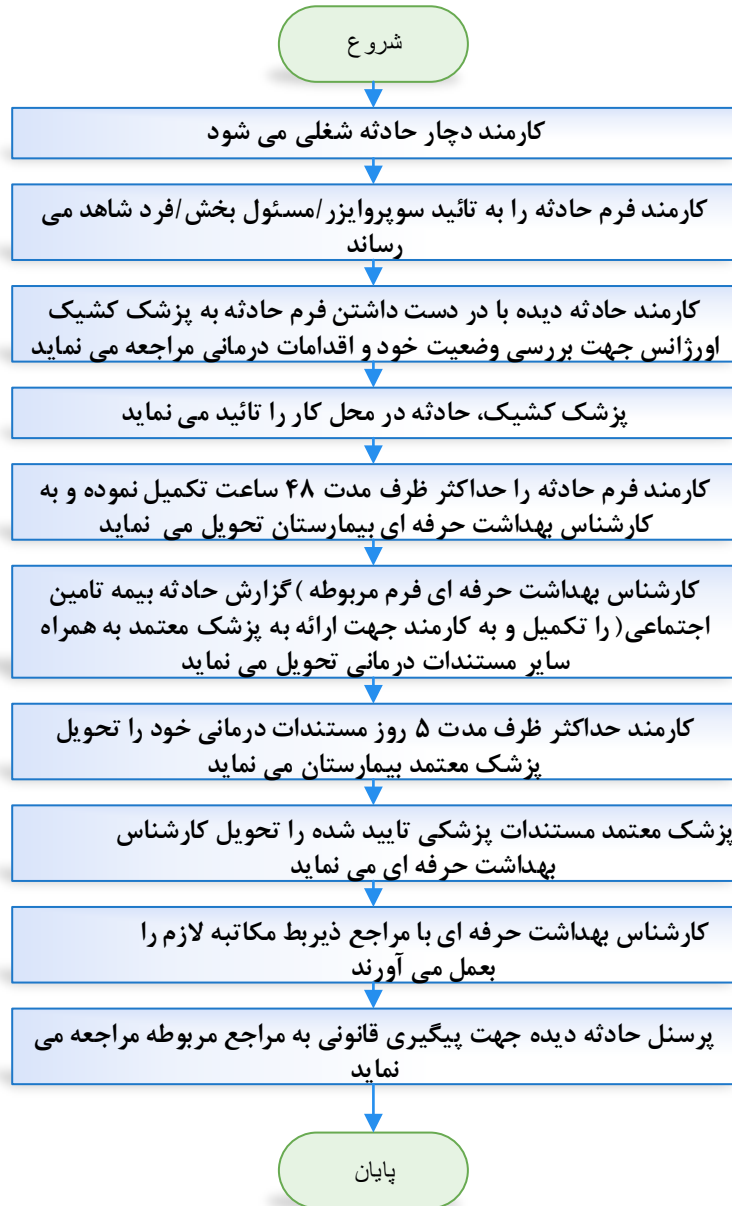 شروع
کارمند دچار حادثه شغلی می شود
کارمند فرم حادثه را به تائید سوپروایزر/مسئول بخش/فرد شاهد می
رساند
کارمند حادثه دیده با در دست داشتن فرم حادثه به پزشک کشیک
اورژانس جهت بررسی وضعیت خود و اقدامات درمانی مراجعه می نماید
پزشک کشیک، حادثه در محل کار را تائید می نماید
کارمند فرم حادثه را حداکثر ظرف مدت ۴۸ ساعت تکمیل نموده و به
کارشناس بهداشت حرفه ای بیمارستان تحویل می نماید
کارشناس بهداشت حرفه ای فرم مربوطه )گزارش حادثه بیمه تامین
اجتماعی( را تکمیل و به کارمند جهت ارائه به پزشک معتمد به همراه
سایر مستندات درمانی تحویل می نماید
کارمند حداکثر ظرف مدت ۵ روز مستندات درمانی خود را تحویل
پزشک معتمد بیمارستان می نماید
پزشک معتمد مستندات پزشکی تایید شده را تحویل کارشناس
بهداشت حرفه ای می نماید
کارشناس بهداشت حرفه ای با مراجع ذیربط مکاتبه لازم را
بعمل می آورند
پرسنل حادثه دیده جهت پیگیری قانونی به مراجع مربوطه مراجعه می
نماید
پایان